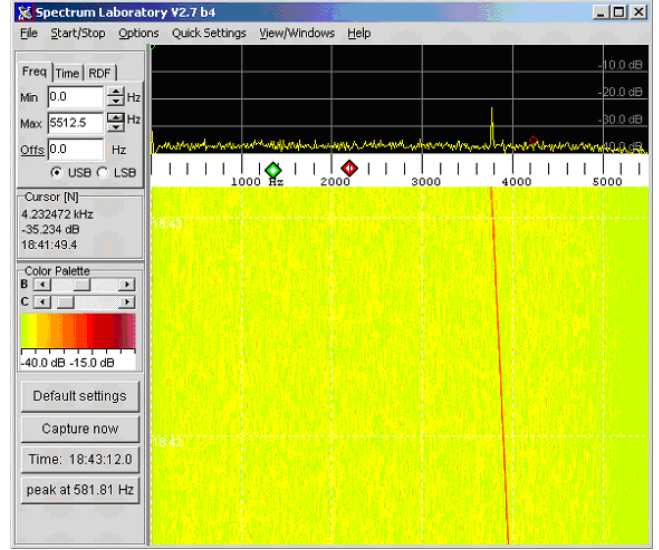 Spectrum Laboratory V2.7 b4
File Start/Stop Options Quick Settings View/Windows Help
Freq Time RDF
Min 0.0 Hz
Max 5512.5 Hz
Offs 0.0 Hz
USB LSB
Cursor [N]
4.232472 kHz
-35.234 dB
18:41:49.4
Color Palette
B
C
-40.0 dB -15.0 dB
Default settings
Capture now
Time: 18:43:12.0
peak at 581.81 Hz
-10.0 dB
-20.0 dB
-30.0 dB
-40.0 dB
1000 Hz 2000 3000 4000 5000
18:43
18:42